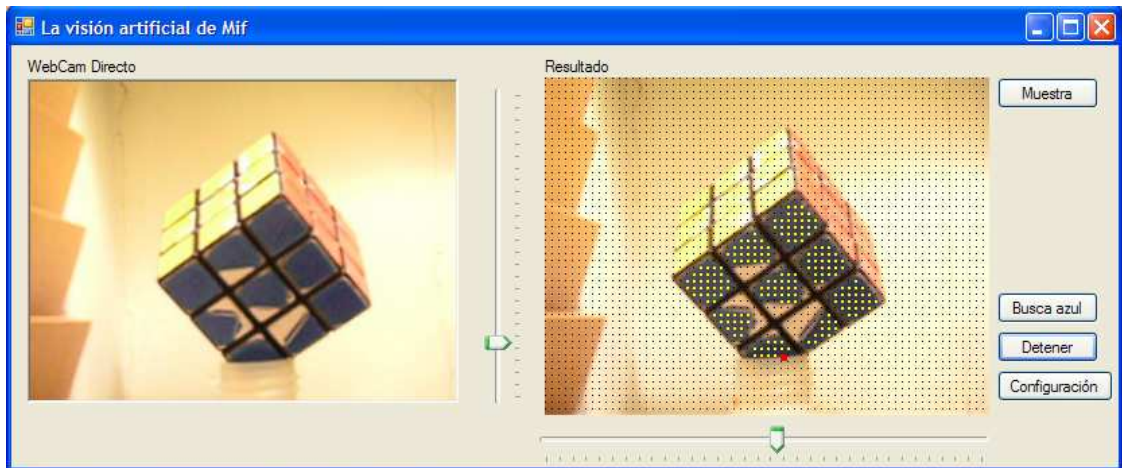 La visión artificial de Mif
WebCam Directo
Resultado
Muestra
Busca azul
Detener
Configuración